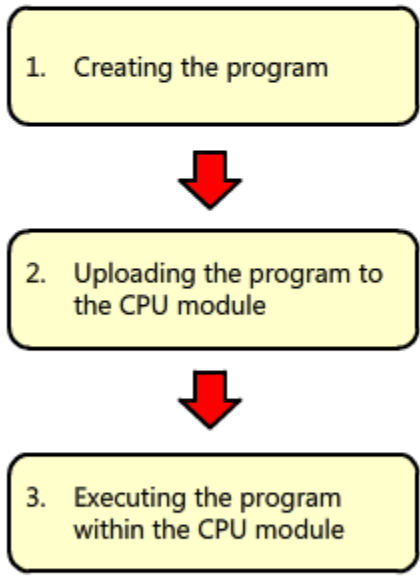 1. Creating the program
2. Uploading the program to
the CPU module
3. Executing the program
within the CPU module